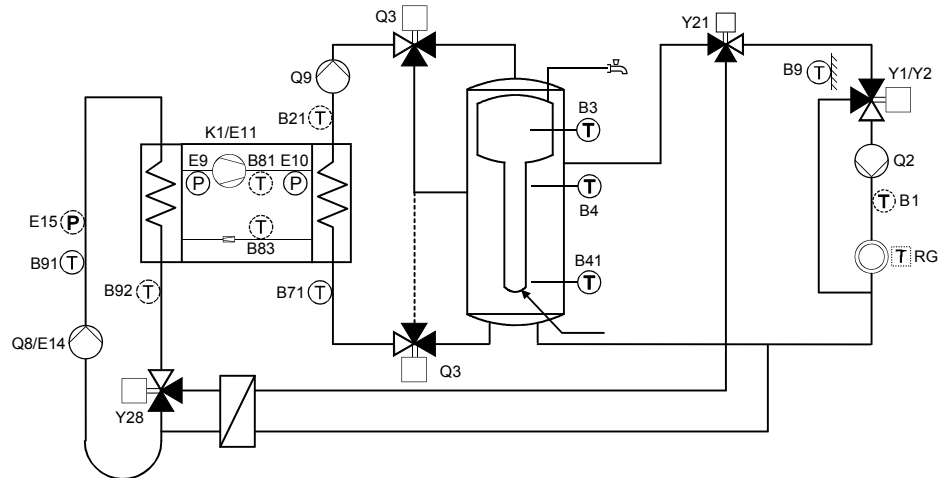 Q3
Y21
Q9
B9 T
Y1/Y2
B21 T
B3
T
K1/E11
E9 B81 E10
P T P
Q2
T
B4
T B1
E15 P
T
B83
B91 T
B41
T
T RG
B92 T
B71 T
Q8/E14
Q3
Y28